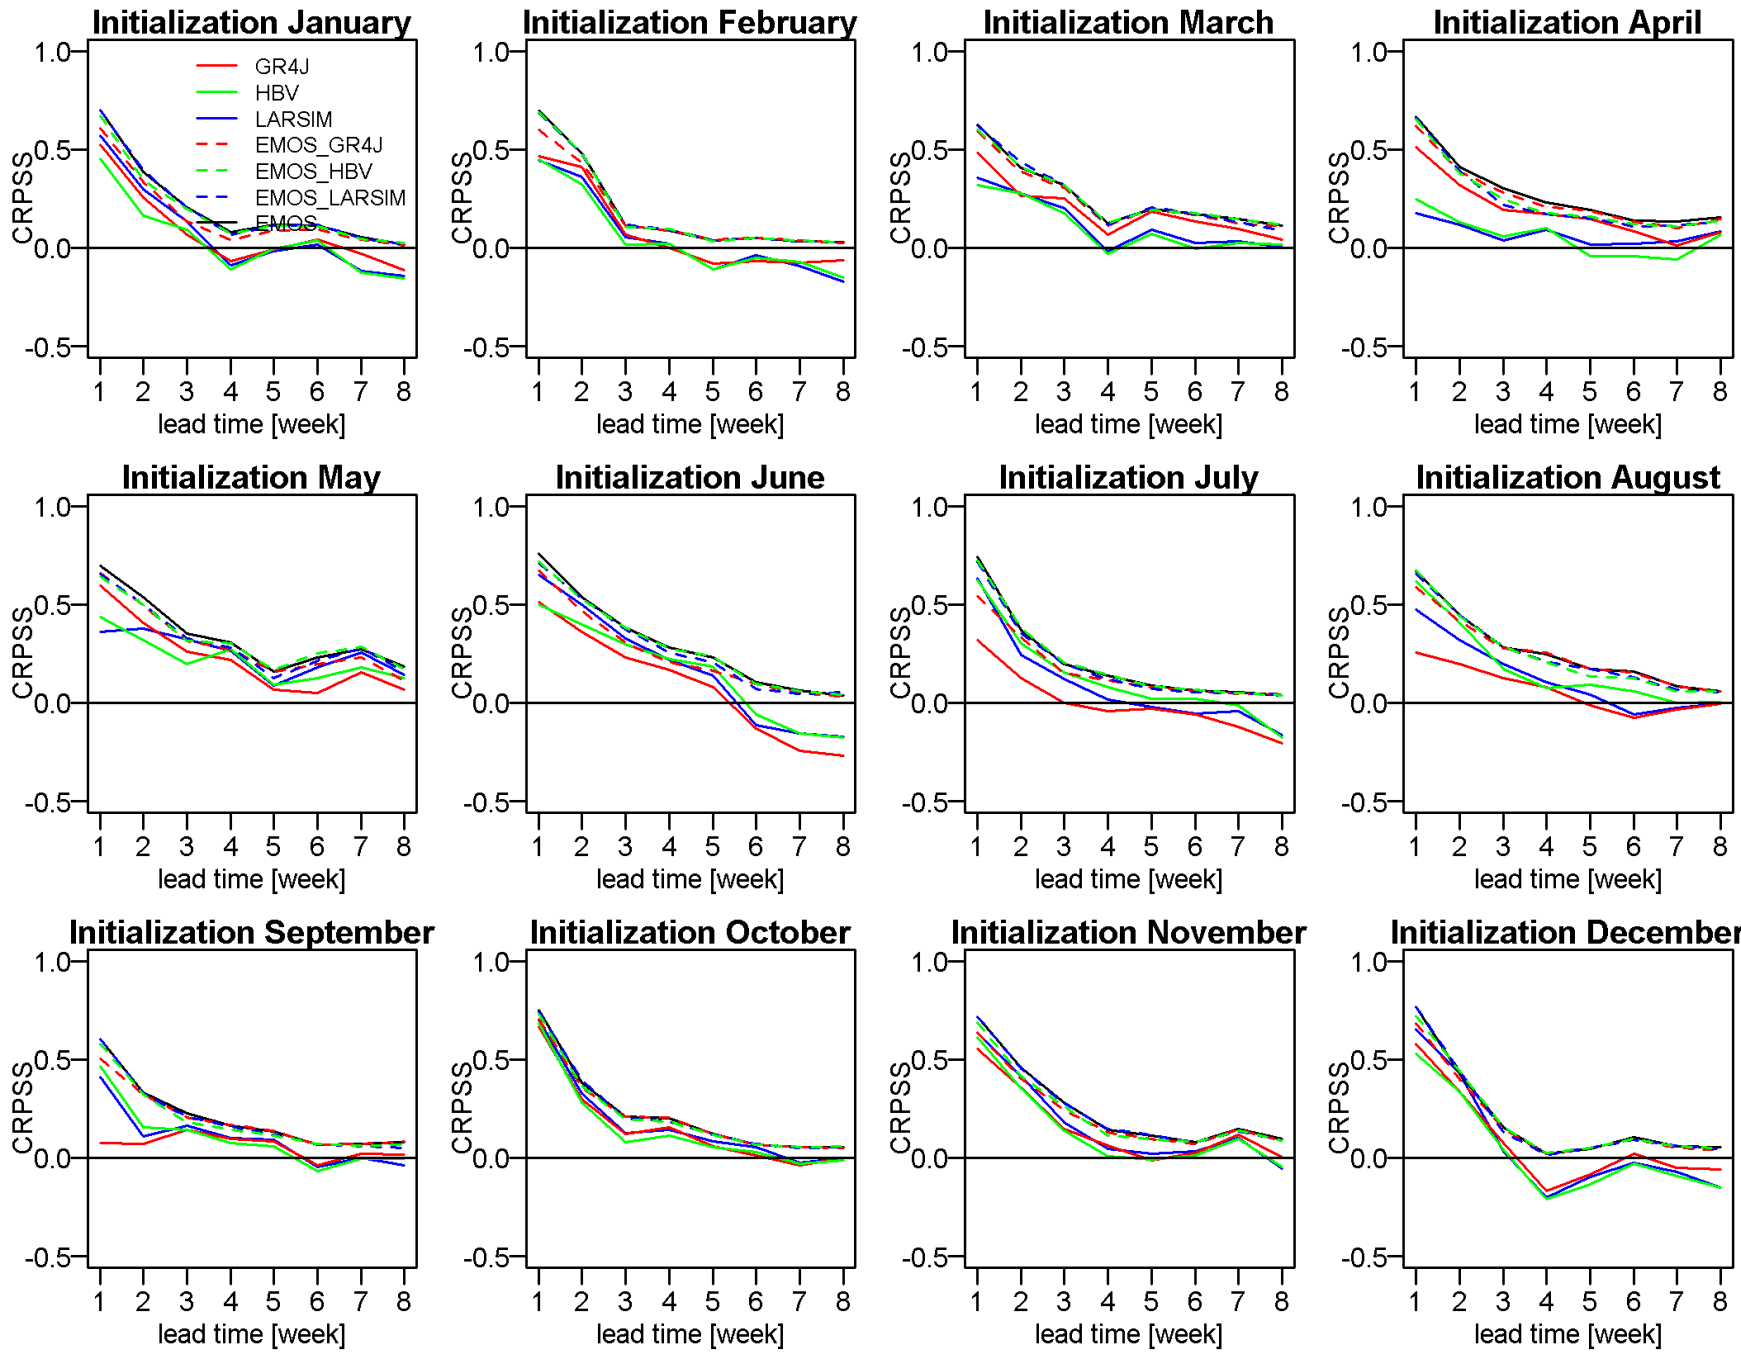 Initialization January
Initialization February
Initialization March
Initialization April
1.0
0.5
0.0
-0.5
CRPSS
GR4J
HBV
LARSIM
EMOS_GR4J
EMOS_HBV
EMOS_LARSIM
EMOS
1 2 3 4 5 6 7 8
lead time [week]
1.0
0.5
0.0
-0.5
CRPSS
1 2 3 4 5 6 7 8
lead time [week]
1.0
0.5
0.0
-0.5
CRPSS
1 2 3 4 5 6 7 8
lead time [week]
1.0
0.5
0.0
-0.5
CRPSS
1 2 3 4 5 6 7 8
lead time [week]
Initialization May
Initialization June
Initialization July
Initialization August
1.0
0.5
0.0
-0.5
CRPSS
1 2 3 4 5 6 7 8
lead time [week]
1.0
0.5
0.0
-0.5
CRPSS
1 2 3 4 5 6 7 8
lead time [week]
1.0
0.5
0.0
-0.5
CRPSS
1 2 3 4 5 6 7 8
lead time [week]
1.0
0.5
0.0
-0.5
CRPSS
1 2 3 4 5 6 7 8
lead time [week]
Initialization September
Initialization October
Initialization November
Initialization December
1.0
0.5
0.0
-0.5
CRPSS
1 2 3 4 5 6 7 8
lead time [week]
1.0
0.5
0.0
-0.5
CRPSS
1 2 3 4 5 6 7 8
lead time [week]
1.0
0.5
0.0
-0.5
CRPSS
1 2 3 4 5 6 7 8
lead time [week]
1.0
0.5
0.0
-0.5
CRPSS
1 2 3 4 5 6 7 8
lead time [week]